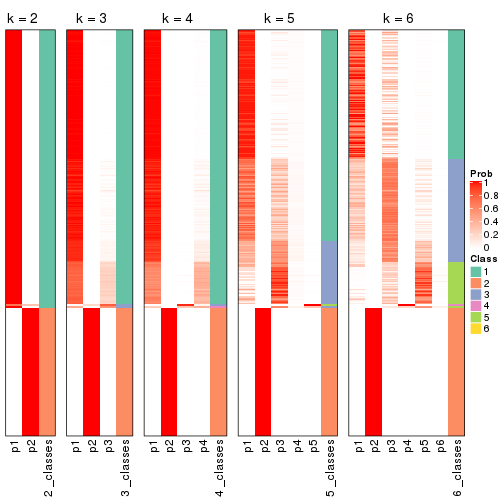 k = 2
k = 3
k = 4
k = 5
k = 6
Prob
1
0.8
0.6
0.4
0.2
0
Class
1
2
3
4
5
6
p1
p2
2_classes
p1
p2
p3
3_classes
p1
p2
p3
p4
4_classes
p1
p2
p3
p4
p5
5_classes
p1
p2
p3
p4
p5
p6
6_classes